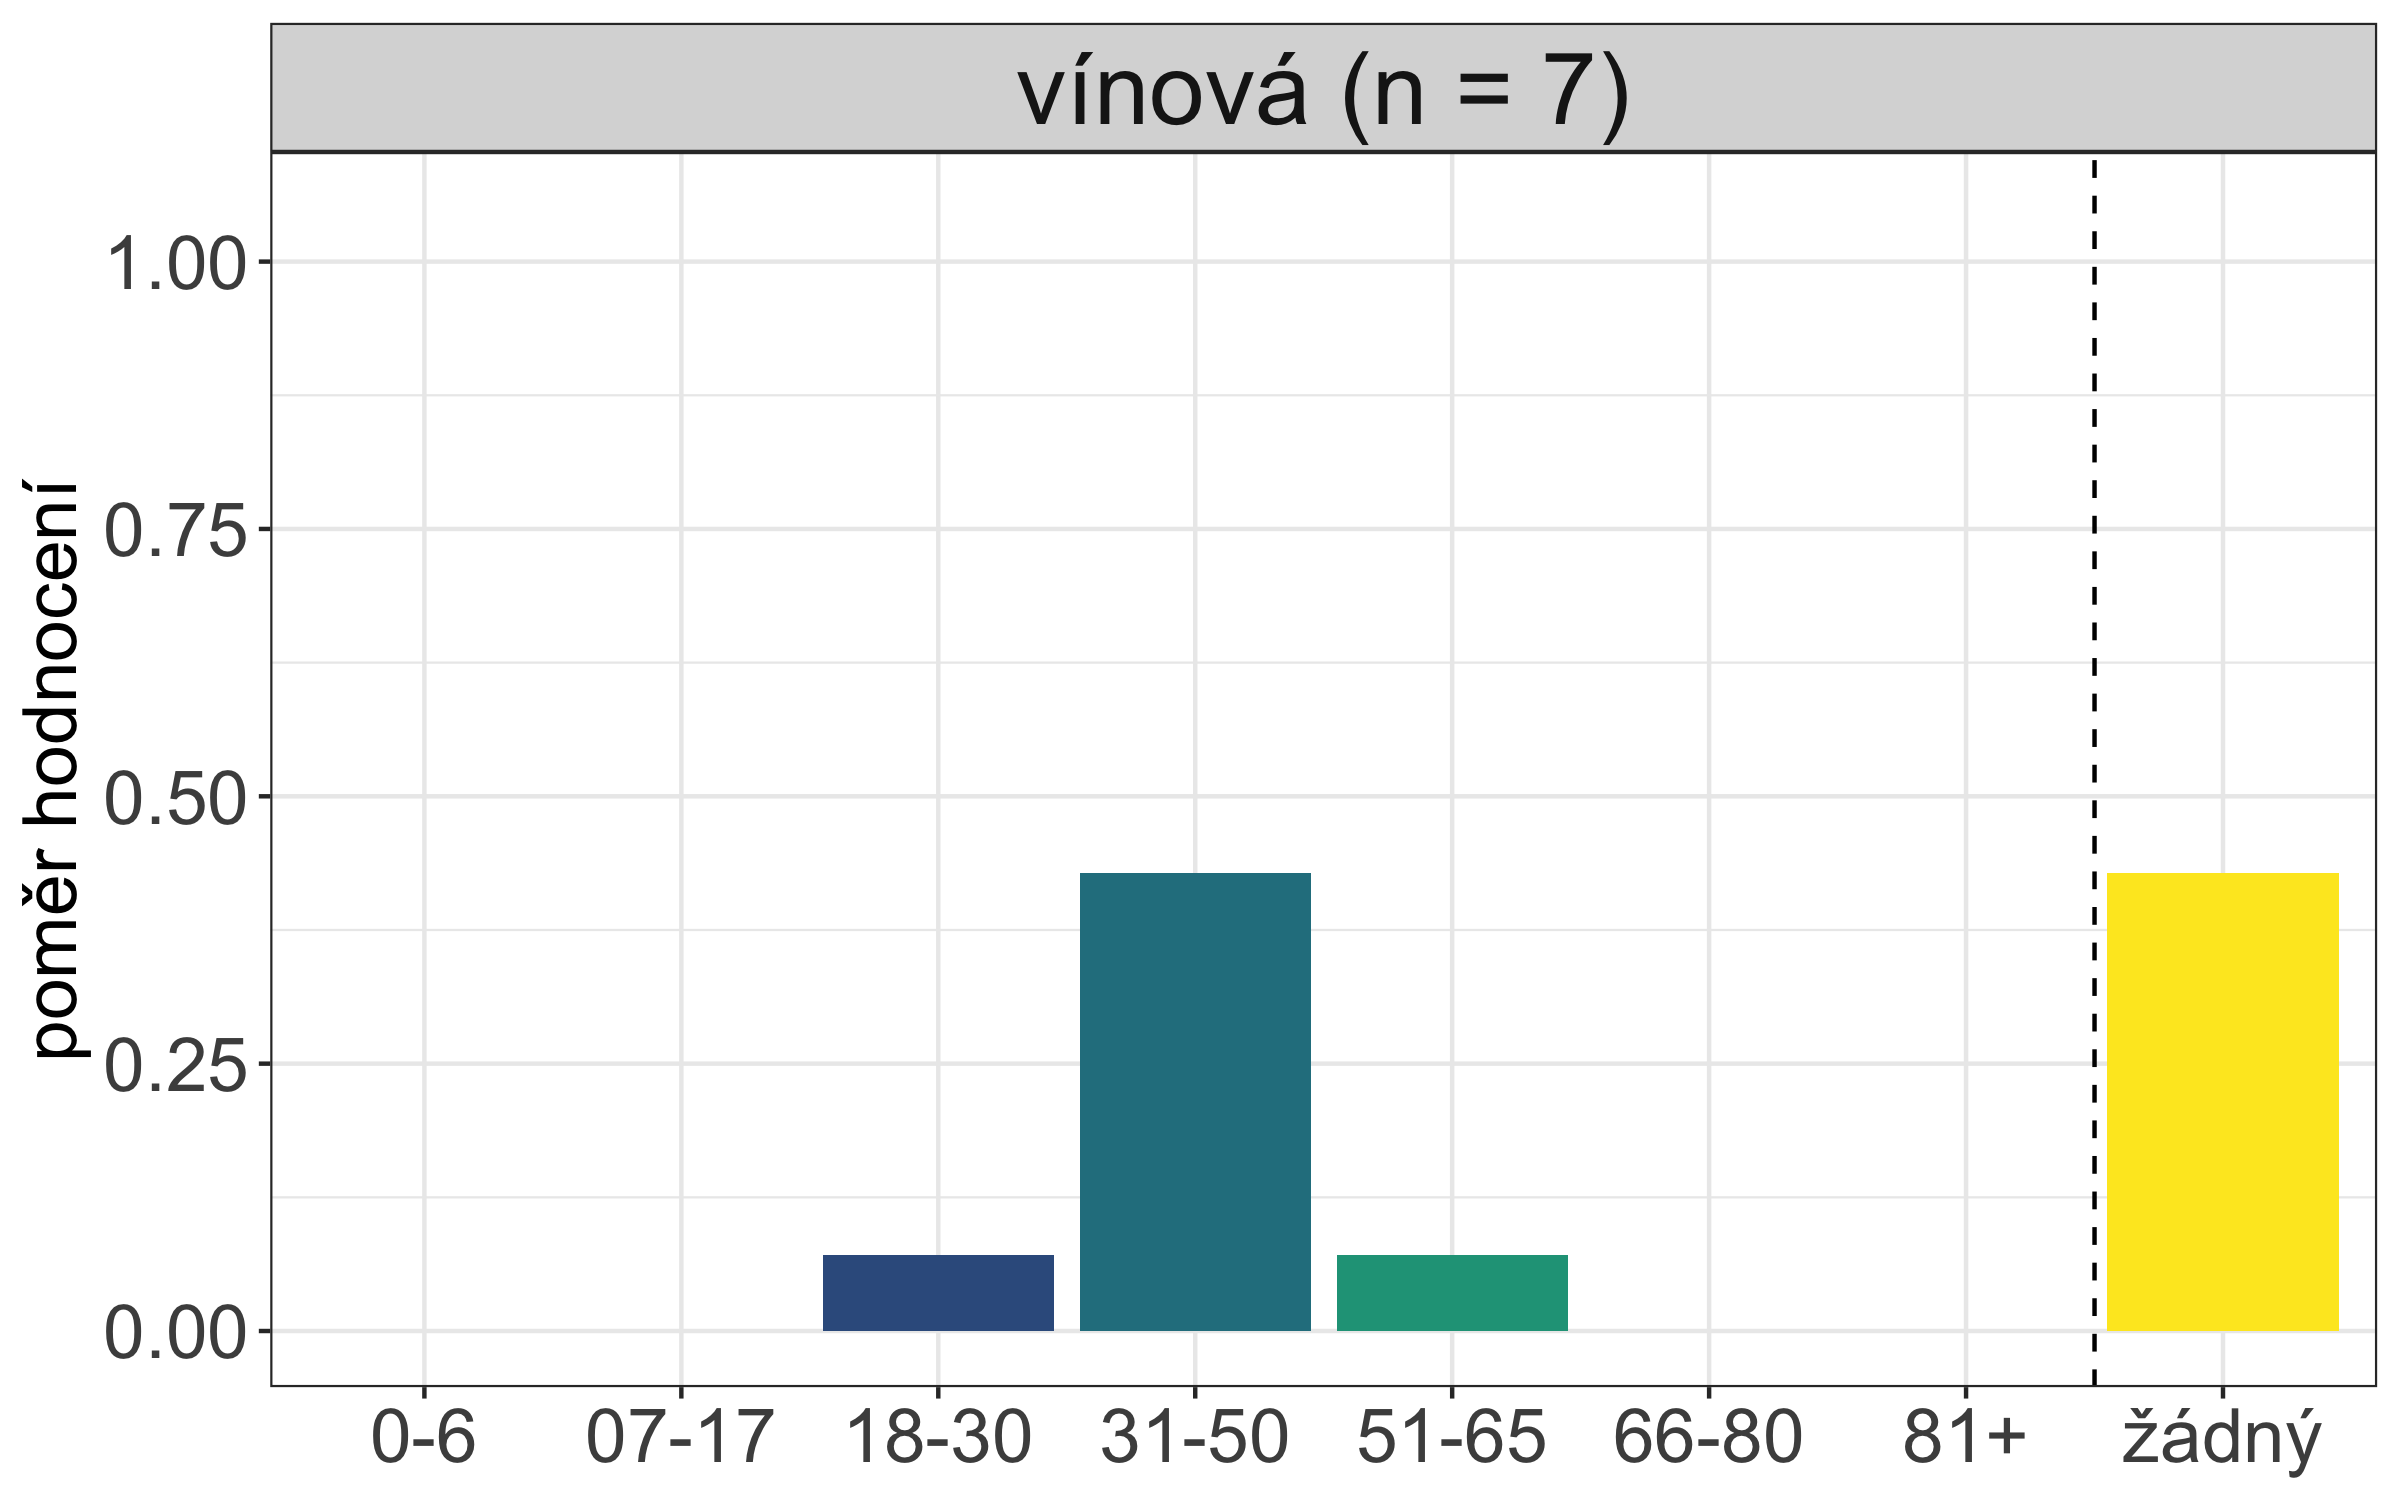 vínová (n = 7)
poměr hodnocení
1.00
0.75
0.50
0.25
0.00
0-6 07-17 18-30 31-50 51-65 66-80 81+ žádný